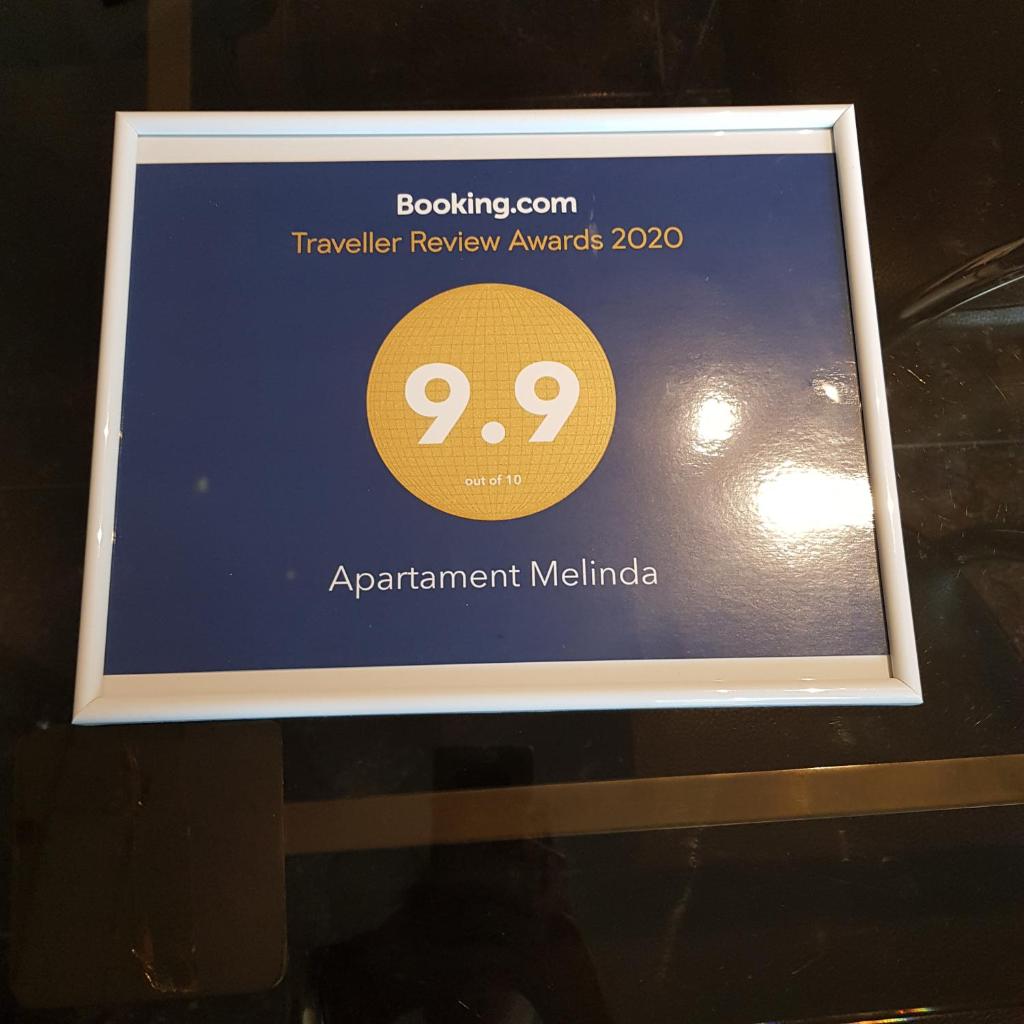 Booking.com
Traveller Review Awards 2020
9.9
out of 10
Apartament Melinda